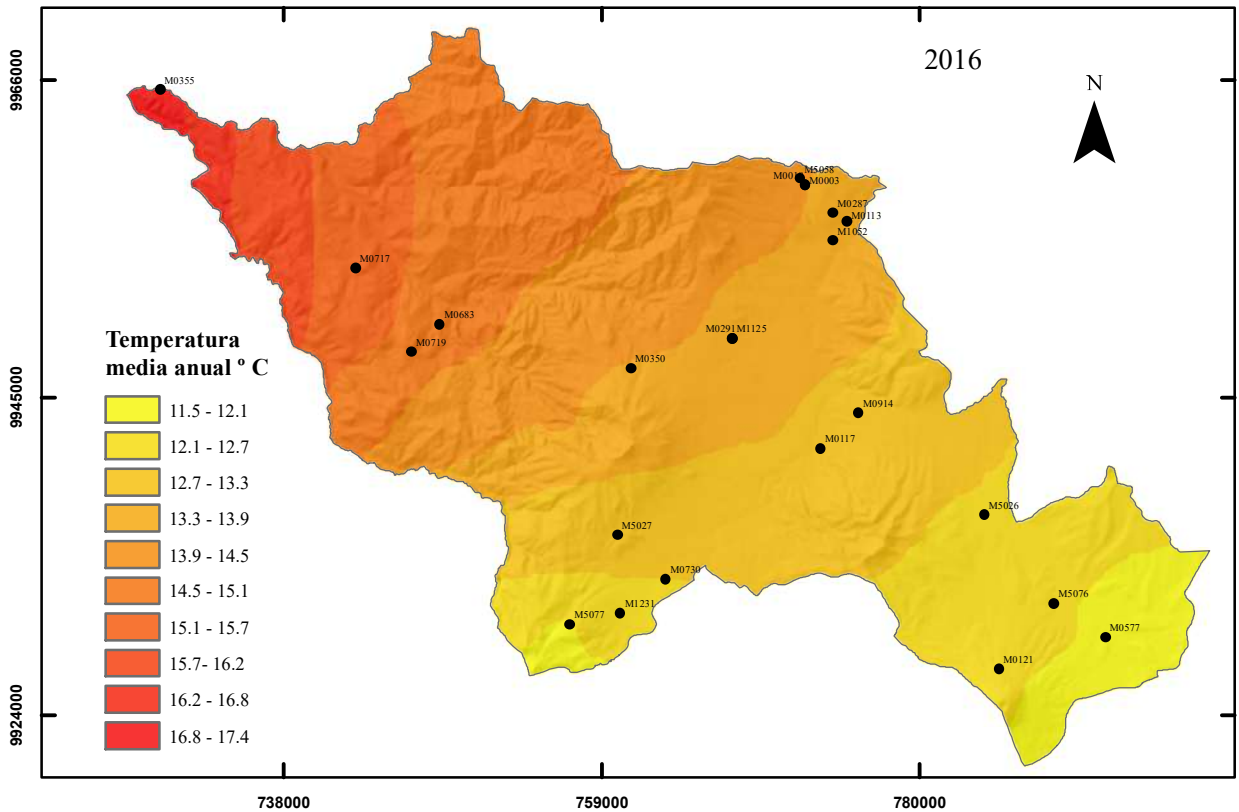 2016
N
9966000
9945000
9924000
738000
759000
780000
M0355
M5058
M001
M0003
M0287
M0113
M1052
M0717
M0683
M0719
M0291
M1125
M0350
M0914
M0117
M5026
M5027
M0730
M1231
M5077
M5076
M0577
M0121
Temperatura
media anual º C
11.5 - 12.1
12.1 - 12.7
12.7 - 13.3
13.3 - 13.9
13.9 - 14.5
14.5 - 15.1
15.1 - 15.7
15.7- 16.2
16.2 - 16.8
16.8 - 17.4